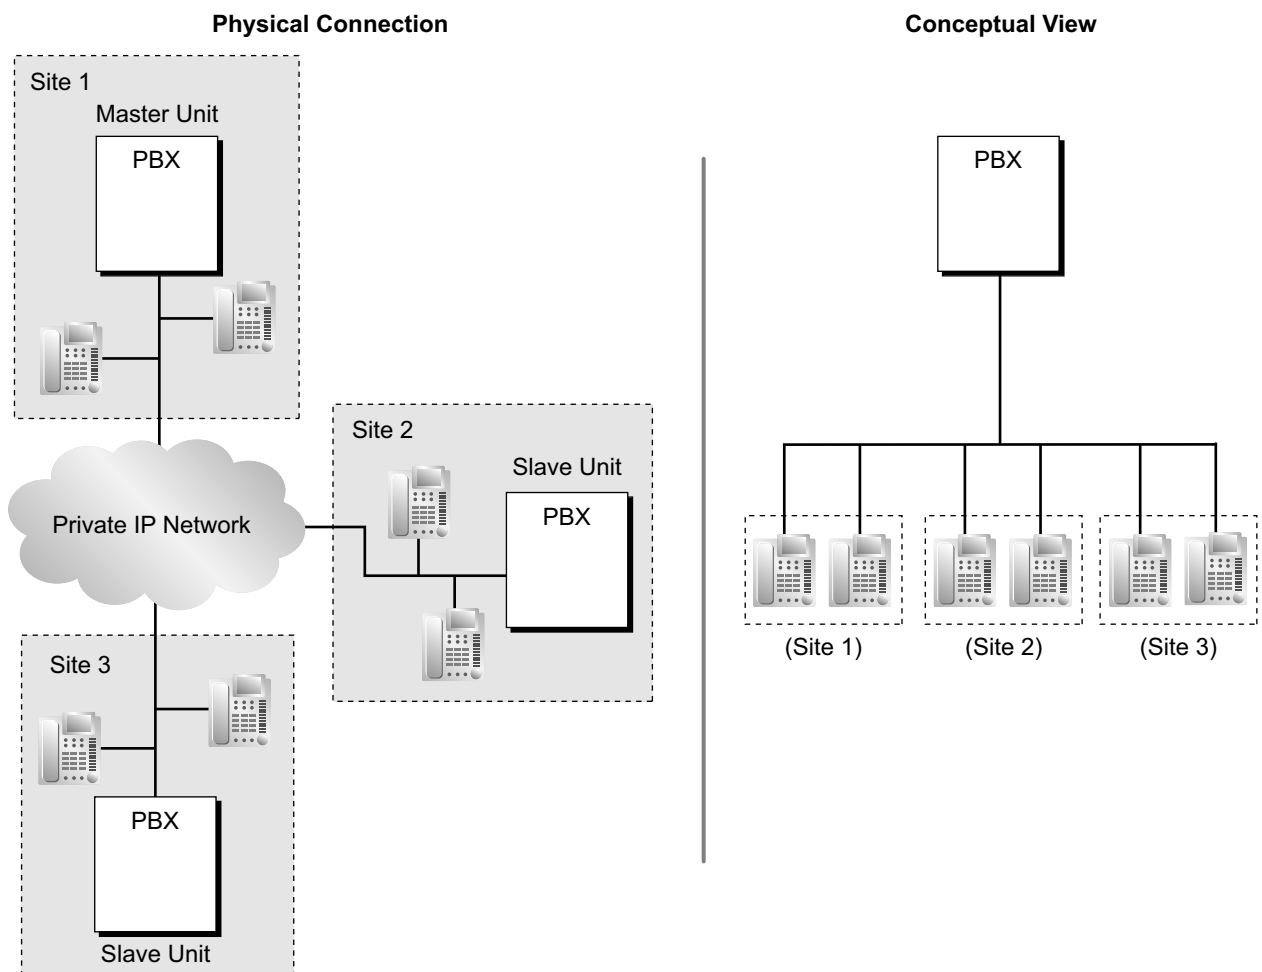 Physical Connection
Site 1
Master Unit
PBX
Private IP Network
Site 2
Slave Unit
PBX
Site 3
PBX
Slave Unit
Conceptual View
PBX
(Site 1)
(Site 2)
(Site 3)